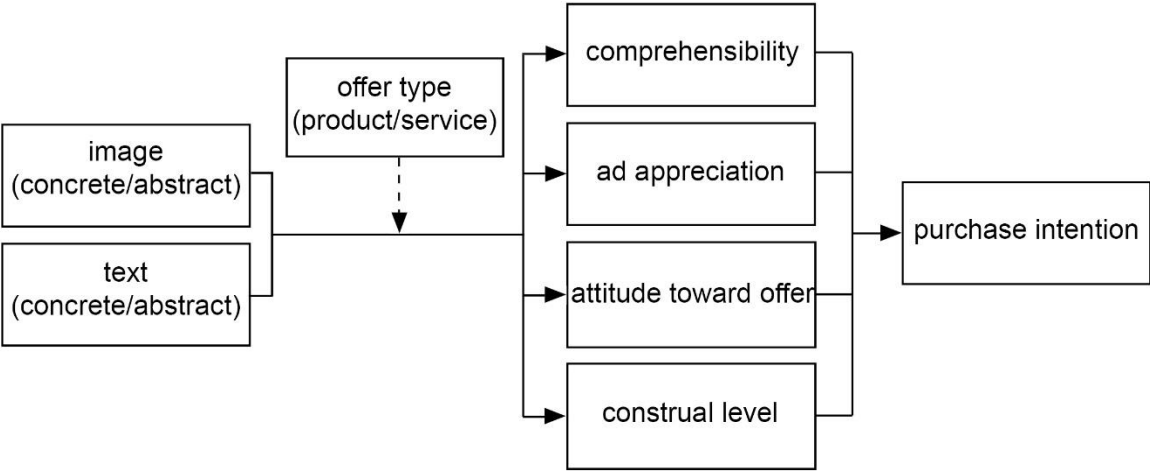 image
(concrete/abstract)
text
(concrete/abstract)
offer type
(product/service)
comprehensibility
ad appreciation
attitude toward offer
construal level
purchase intention